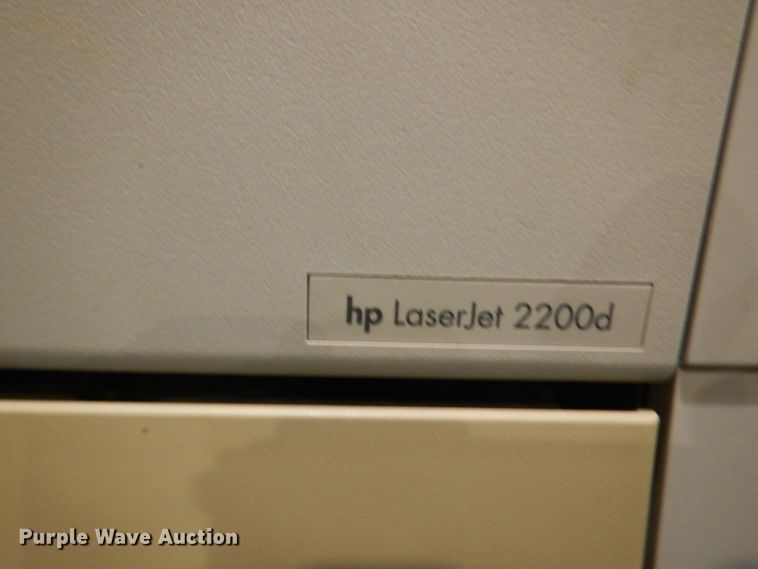 hp LaserJet 2200d
Purple Wave Auction